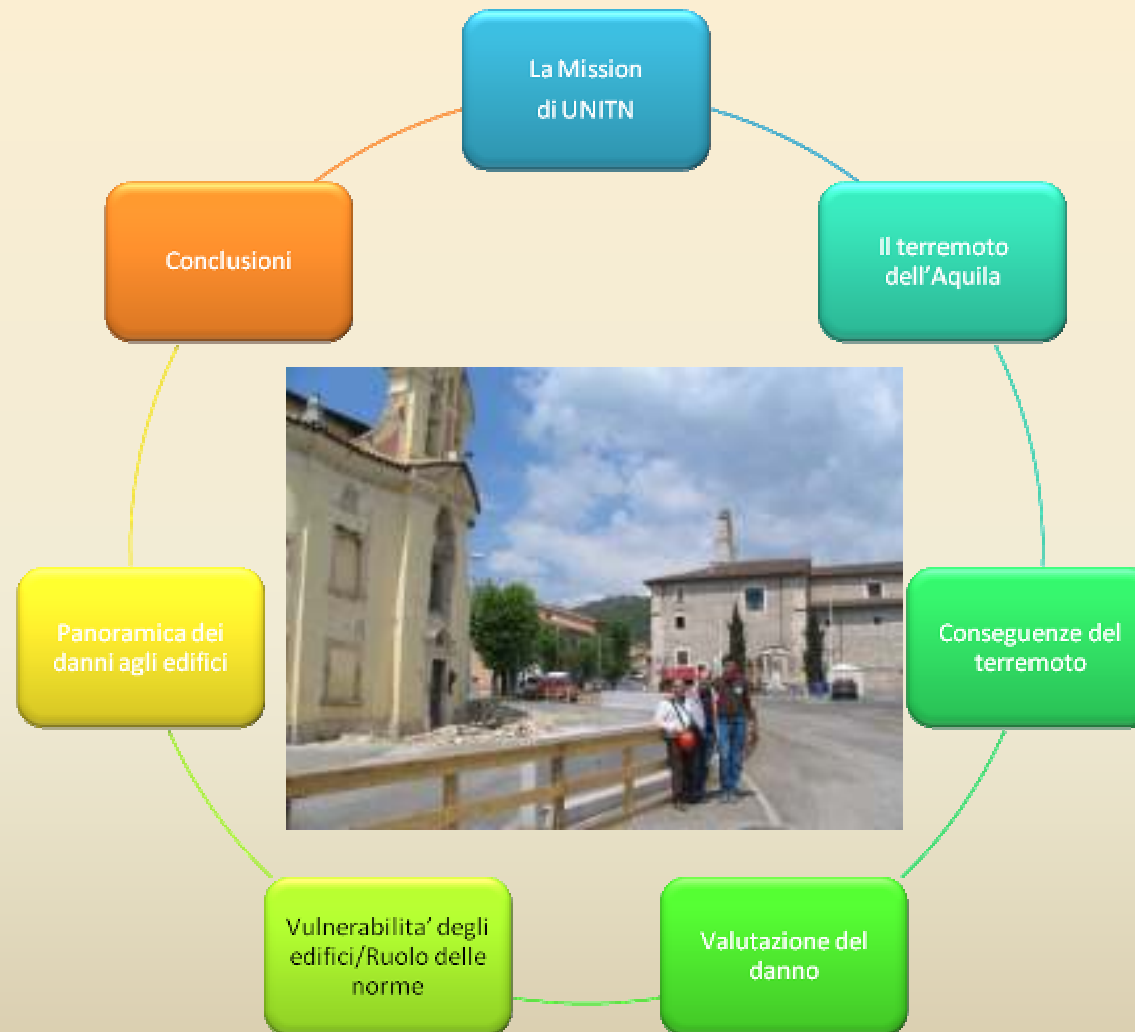 La Mission
di UNITN
Il terremoto
dell'Aquila
Conseguenze del
terremoto
Valutazione del
danno
Vulnerabilita' degli
edifici/Ruolo delle
norme
Panoramica dei
danni agli edifici
Conclusioni